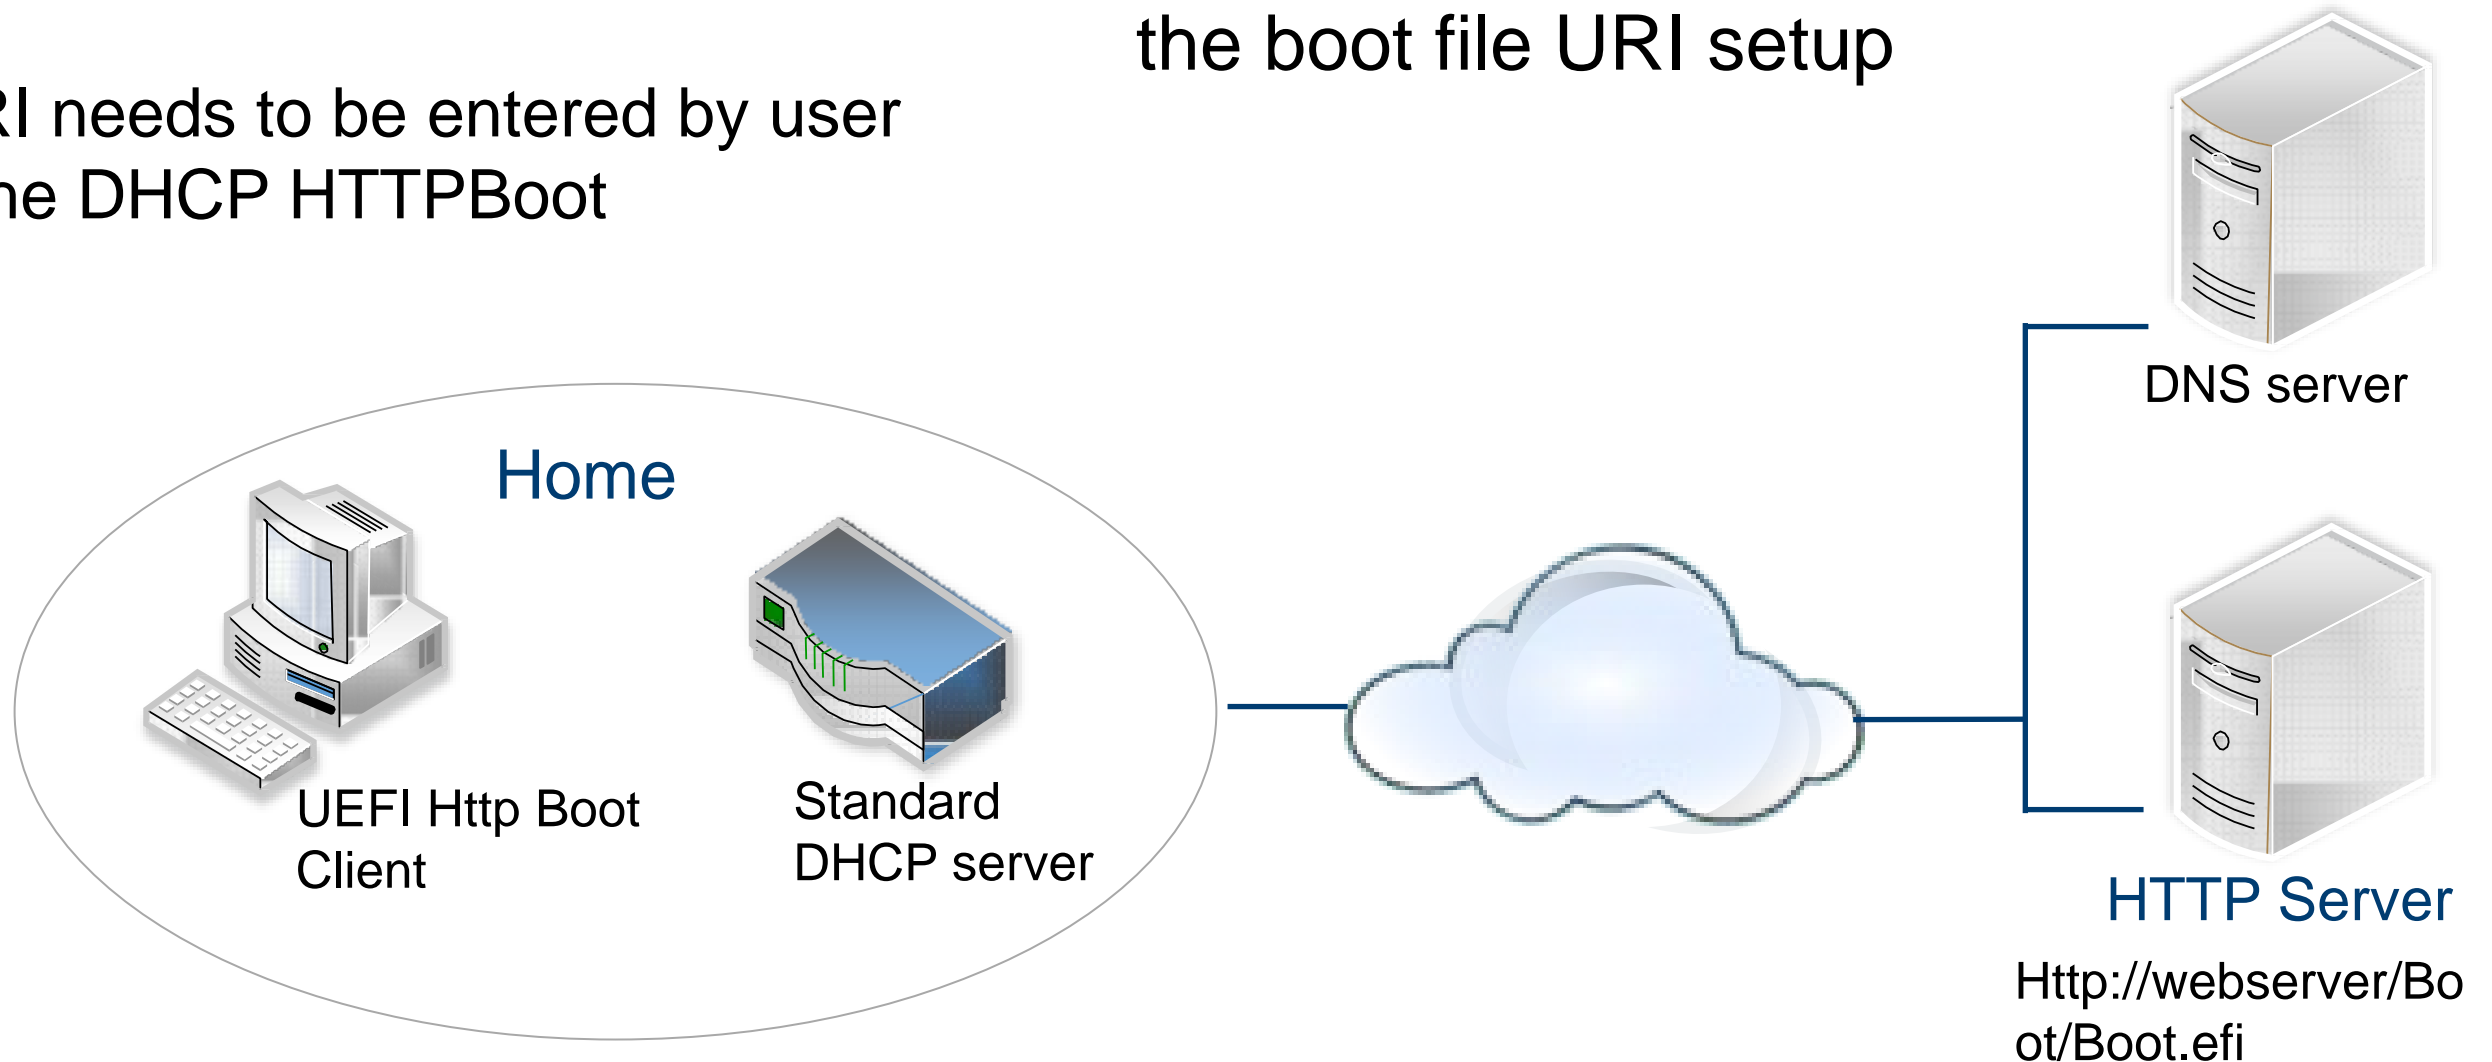 the boot file URI setup
RI needs to be entered by user
ne DHCP HTTPBoot
DNS server
Home
UEFI Http Boot
Client
Standard
DHCP server
HTTP Server
Http://webserver/Bo
ot/Boot.efi